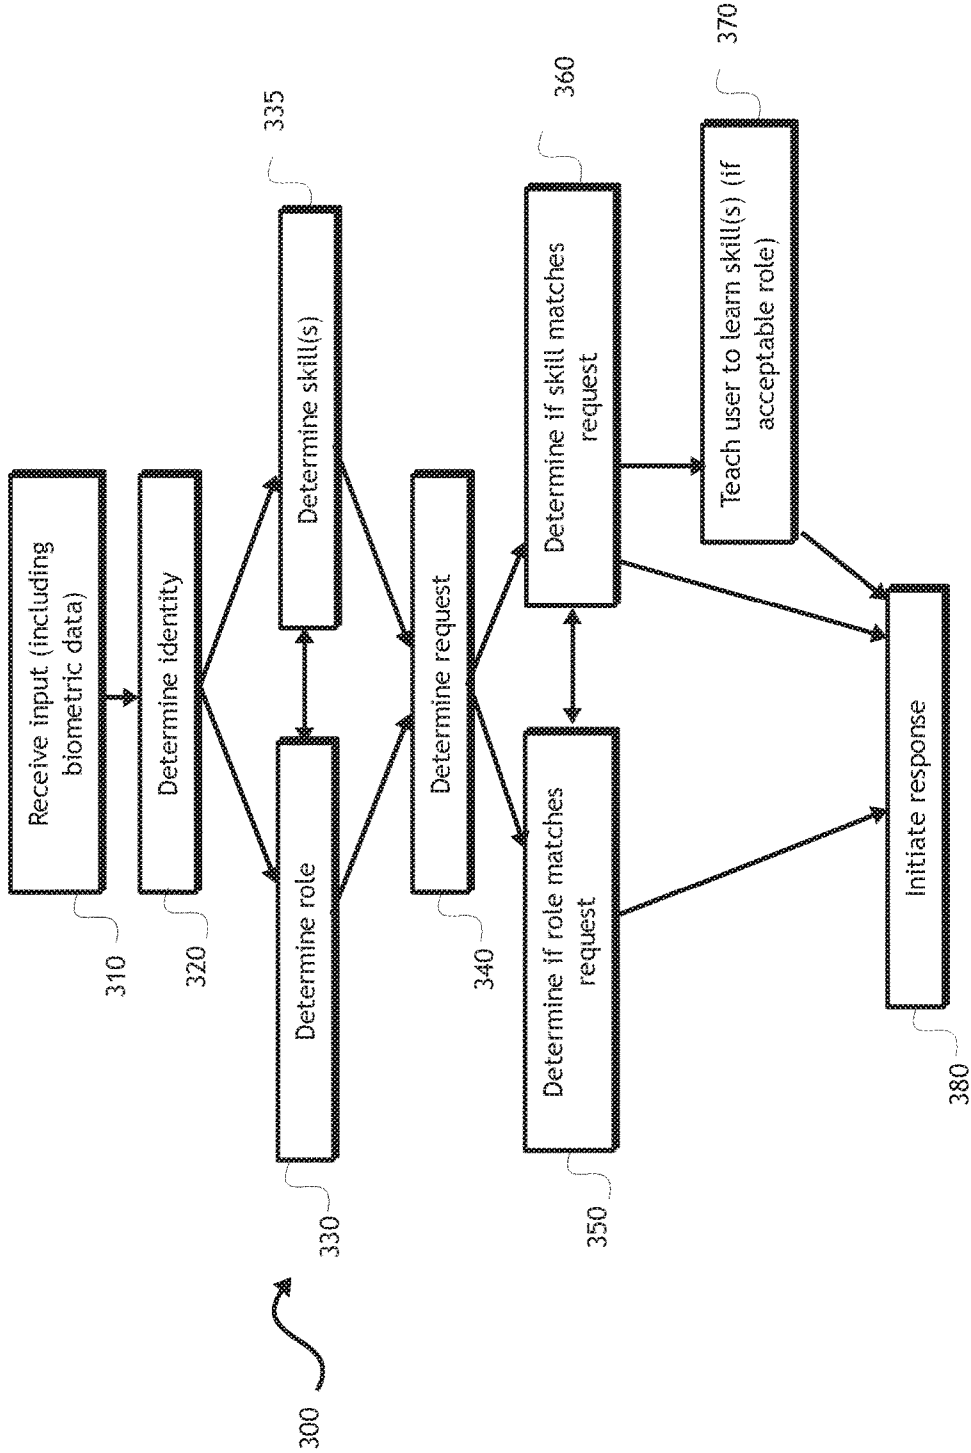 Receive input (including
biometric data)
310
Determine identity
320
Determine role
330
Determine skill(s)
335
Determine request
340
Determine if role matches
request
350
Determine if skill matches
request
360
Teach user to learn skill(s) (if
acceptable role)
370
Initiate response
380
300